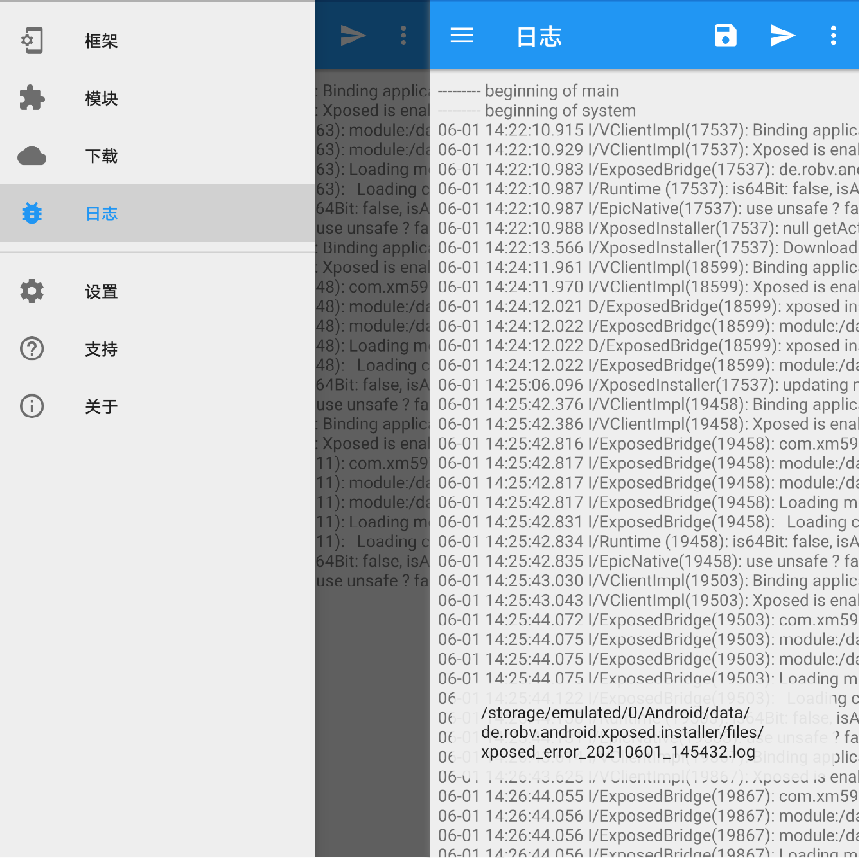 框架
模块
下载
日志
设置
支持
关于
: Binding applic
: Xposed is enal
63): module:/da
63): module:/da
63): Loading m
63):   Loading c
64Bit: false, isA
use unsafe ? fa
: Binding applic
: Xposed is enal
48): com.xm59
48): module:/da
48): module:/da
48): Loading m
48):   Loading c
64Bit: false, isA
use unsafe ? fa
: Binding applic
: Xposed is enal
11): com.xm59
11): module:/da
11): module:/da
11): Loading m
11):   Loading c
64Bit: false, isA
use unsafe ? fa
日志
--------- beginning of main
--------- beginning of system
06-01 14:22:10.915 I/VClientImpl(17537): Binding applic
06-01 14:22:10.929 I/VClientImpl(17537): Xposed is enal
06-01 14:22:10.983 I/ExposedBridge(17537): de.robv.an
06-01 14:22:10.987 I/Runtime (17537): is64Bit: false, isA
06-01 14:22:10.987 I/EpicNative(17537): use unsafe ? fa
06-01 14:22:10.988 I/XposedInstaller(17537): null getAct
06-01 14:22:13.566 I/XposedInstaller(17537): Download
06-01 14:24:11.961 I/VClientImpl(18599): Binding applic
06-01 14:24:11.970 I/VClientImpl(18599): Xposed is enal
06-01 14:24:12.021 D/ExposedBridge(18599): xposed in
06-01 14:24:12.022 I/ExposedBridge(18599): module:/da
06-01 14:24:12.022 D/ExposedBridge(18599): xposed in
06-01 14:24:12.022 I/ExposedBridge(18599): module:/da
06-01 14:25:06.096 I/XposedInstaller(17537): updating r
06-01 14:25:42.376 I/VClientImpl(19458): Binding applic
06-01 14:25:42.386 I/VClientImpl(19458): Xposed is enal
06-01 14:25:42.816 I/ExposedBridge(19458): com.xm59
06-01 14:25:42.817 I/ExposedBridge(19458): module:/da
06-01 14:25:42.817 I/ExposedBridge(19458): module:/da
06-01 14:25:42.817 I/ExposedBridge(19458): Loading m
06-01 14:25:42.831 I/ExposedBridge(19458):   Loading c
06-01 14:25:42.834 I/Runtime (19458): is64Bit: false, isA
06-01 14:25:42.835 I/EpicNative(19458): use unsafe ? fa
06-01 14:25:43.030 I/VClientImpl(19503): Binding applic
06-01 14:25:43.043 I/VClientImpl(19503): Xposed is enal
06-01 14:25:44.072 I/ExposedBridge(19503): com.xm59
06-01 14:25:44.075 I/ExposedBridge(19503): module:/da
06-01 14:25:44.075 I/ExposedBridge(19503): module:/da
06-01 14:25:44.075 I/ExposedBridge(19503): Loading m
06-01 14:25:44.122 I/ExposedBridge(19503):   Loading c
/storage/emulated/0/Android/data/
de.robv.android.xposed.installer/files/
xposed_error_20210601_145432.log
I/VClientImpl(19867): Xposed is enal
06-01 14:26:44.055 I/ExposedBridge(19867): com.xm59
06-01 14:26:44.056 I/ExposedBridge(19867): module:/da
06-01 14:26:44.056 I/ExposedBridge(19867): module:/da
06-01 14:26:44.056 I/ExposedBridge(19867): Loading m